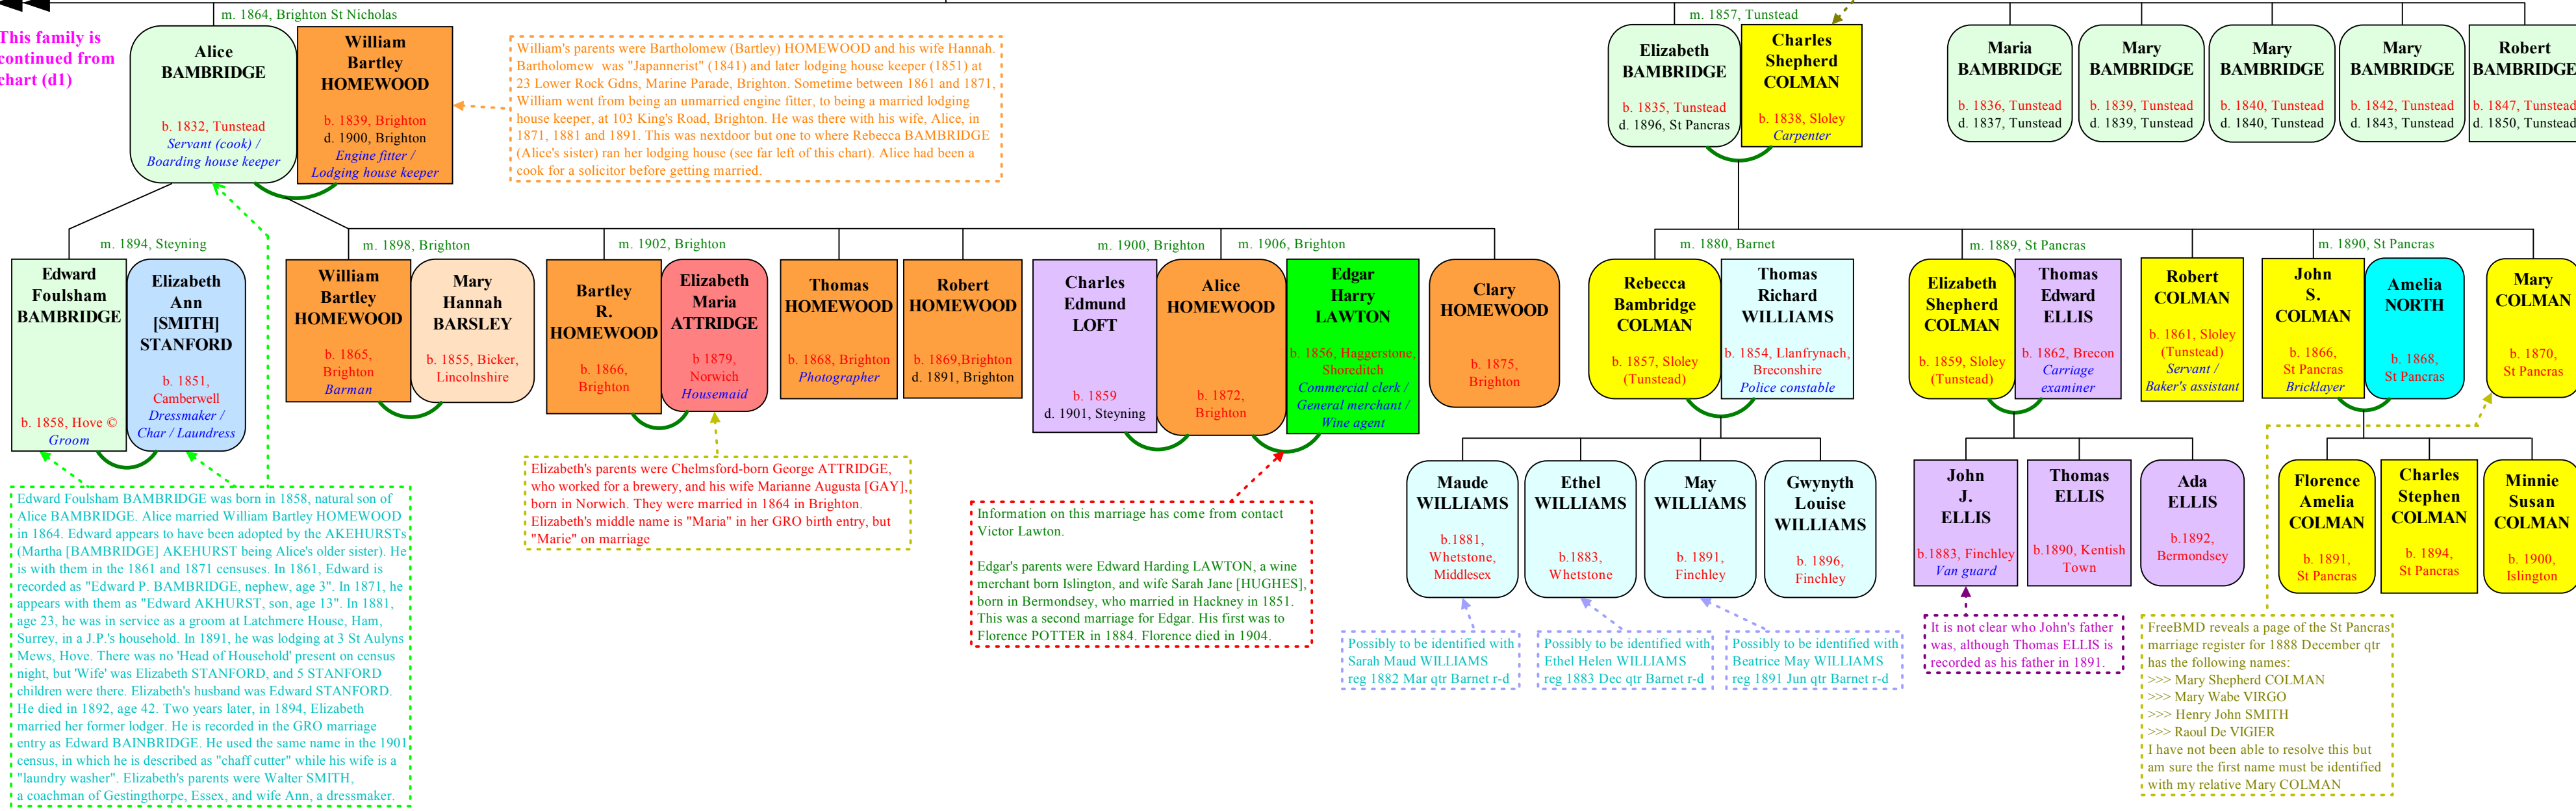 This family is
continued from
chart (d1)
m. 1864, Brighton St Nicholas
Alice
BAMBRIDGE
b. 1832, Tunstead
Servant (cook) /
Boarding house keeper
William
Bartley
HOMEWOOD
b. 1839, Brighton
d. 1900, Brighton
Engine fitter /
Lodging house keeper
William's parents were Bartholomew (Bartley) HOMEWOOD and his wife Hannah.
Bartholomew was "Japannerist" (1841) and later lodging house keeper (1851) at
23 Lower Rock Gdns, Marine Parade, Brighton. Sometime between 1861 and 1871,
William went from being an unmarried engine fitter, to being a married lodging
house keeper, at 103 King's Road, Brighton. He was there with his wife, Alice, in
1871, 1881 and 1891. This was nextdoor but one to where Rebecca BAMBRIDGE
(Alice's sister) ran her lodging house (see far left of this chart). Alice had been a
cook for a solicitor before getting married.
m. 1857, Tunstead
Elizabeth
BAMBRIDGE
b. 1835, Tunstead
d. 1896, St Pancras
Charles
Shepherd
COLMAN
b. 1838, Sloley
Carpenter
Maria
BAMBRIDGE
b. 1836, Tunstead
d. 1837, Tunstead
Mary
BAMBRIDGE
b. 1839, Tunstead
d. 1839, Tunstead
Mary
BAMBRIDGE
b. 1840, Tunstead
d. 1840, Tunstead
Mary
BAMBRIDGE
b. 1842, Tunstead
d. 1843, Tunstead
Robert
BAMBRIDGE
b. 1847, Tunstead
d. 1850, Tunstead
m. 1894, Steyning
Edward
Foulsham
BAMBRIDGE
b. 1858, Hove ©
Groom
Elizabeth
Ann
[SMITH]
STANFORD
b. 1851,
Camberwell
Dressmaker /
Char / Laundress
m. 1898, Brighton
William
Bartley
HOMEWOOD
b. 1865,
Brighton
Barman
Mary
Hannah
BARSLEY
b. 1855, Bicker,
Lincolnshire
m. 1902, Brighton
Bartley
R.
HOMEWOOD
b. 1866,
Brighton
Elizabeth
Maria
ATTRIDGE
b 1879,
Norwich
Housemaid
Thomas
HOMEWOOD
b. 1868, Brighton
Photographer
Robert
HOMEWOOD
b. 1869,Brighton
d. 1891, Brighton
m. 1900, Brighton
m. 1906, Brighton
Charles
Edmund
LOFT
b. 1859
d. 1901, Steyning
Alice
HOMEWOOD
b. 1872,
Brighton
Edgar
Harry
LAWTON
b. 1856, Haggerstone,
Shoreditch
Commercial clerk /
General merchant /
Wine agent
Clary
HOMEWOOD
b. 1875,
Brighton
m. 1880, Barnet
Rebecca
Bambridge
COLMAN
b. 1857, Sloley
(Tunstead)
Thomas
Richard
WILLIAMS
b. 1854, Llanfrynach,
Breconshire
Police constable
m. 1889, St Pancras
Elizabeth
Shepherd
COLMAN
b. 1859, Sloley
(Tunstead)
Thomas
Edward
ELLIS
b. 1862, Brecon
Carriage
examiner
Robert
COLMAN
b. 1861, Sloley
(Tunstead)
Servant /
Baker's assistant
m. 1890, St Pancras
John
S.
COLMAN
b. 1866,
St Pancras
Bricklayer
Amelia
NORTH
b. 1868,
St Pancras
Mary
COLMAN
b. 1870,
St Pancras
Edward Foulsham BAMBRIDGE was born in 1858, natural son of
Alice BAMBRIDGE. Alice married William Bartley HOMEWOOD
in 1864. Edward appears to have been adopted by the AKEHURSTs
(Martha [BAMBRIDGE] AKEHURST being Alice's older sister). He
is with them in the 1861 and 1871 censuses. In 1861, Edward is
recorded as "Edward P. BAMBRIDGE, nephew, age 3". In 1871, he
appears with them as "Edward AKHURST, son, age 13". In 1881,
age 23, he was in service as a groom at Latchmere House, Ham,
Surrey, in a J.P.'s household. In 1891, he was lodging at 3 St Aulyns
Mews, Hove. There was no 'Head of Household' present on census
night, but 'Wife' was Elizabeth STANFORD, and 5 STANFORD
children were there. Elizabeth's husband was Edward STANFORD.
He died in 1892, age 42. Two years later, in 1894, Elizabeth
married her former lodger. He is recorded in the GRO marriage
entry as Edward BAINBRIDGE. He used the same name in the 1901
census, in which he is described as "chaff cutter" while his wife is a
"laundry washer". Elizabeth's parents were Walter SMITH,
a coachman of Gestingthorpe, Essex, and wife Ann, a dressmaker.
Elizabeth's parents were Chelmsford-born George ATTRIDGE,
who worked for a brewery, and his wife Marianne Augusta [GAY],
born in Norwich. They were married in 1864 in Brighton.
Elizabeth's middle name is "Maria" in her GRO birth entry, but
"Marie" on marriage
Information on this marriage has come from contact
Victor Lawton.
Edgar's parents were Edward Harding LAWTON, a wine
merchant born Islington, and wife Sarah Jane [HUGHES],
born in Bermondsey, who married in Hackney in 1851.
This was a second marriage for Edgar. His first was to
Florence POTTER in 1884. Florence died in 1904.
Maude
WILLIAMS
b.1881,
Whetstone,
Middlesex
Ethel
WILLIAMS
b.1883,
Whetstone
May
WILLIAMS
b. 1891,
Finchley
Gwynyth
Louise
WILLIAMS
b. 1896,
Finchley
John
J.
ELLIS
b.1883, Finchley
Van guard
Thomas
ELLIS
b.1890, Kentish
Town
Ada
ELLIS
b.1892,
Bermondsey
Florence
Amelia
COLMAN
b. 1891,
St Pancras
Charles
Stephen
COLMAN
b. 1894,
St Pancras
Minnie
Susan
COLMAN
b. 1900,
Islington
Possibly to be identified with
Sarah Maud WILLIAMS
reg 1882 Mar qtr Barnet r-d
Possibly to be identified with
Ethel Helen WILLIAMS
reg 1883 Dec qtr Barnet r-d
Possibly to be identified with
Beatrice May WILLIAMS
reg 1891 Jun qtr Barnet r-d
It is not clear who John's father
was, although Thomas ELLIS is
recorded as his father in 1891.
FreeBMD reveals a page of the St Pancras
marriage register for 1888 December qtr
has the following names:
>>> Mary Shepherd COLMAN
>>> Mary Wabe VIRGO
>>> Henry John SMITH
>>> Raoul De VIGIER
I have not been able to resolve this but
am sure the first name must be identified
with my relative Mary COLMAN